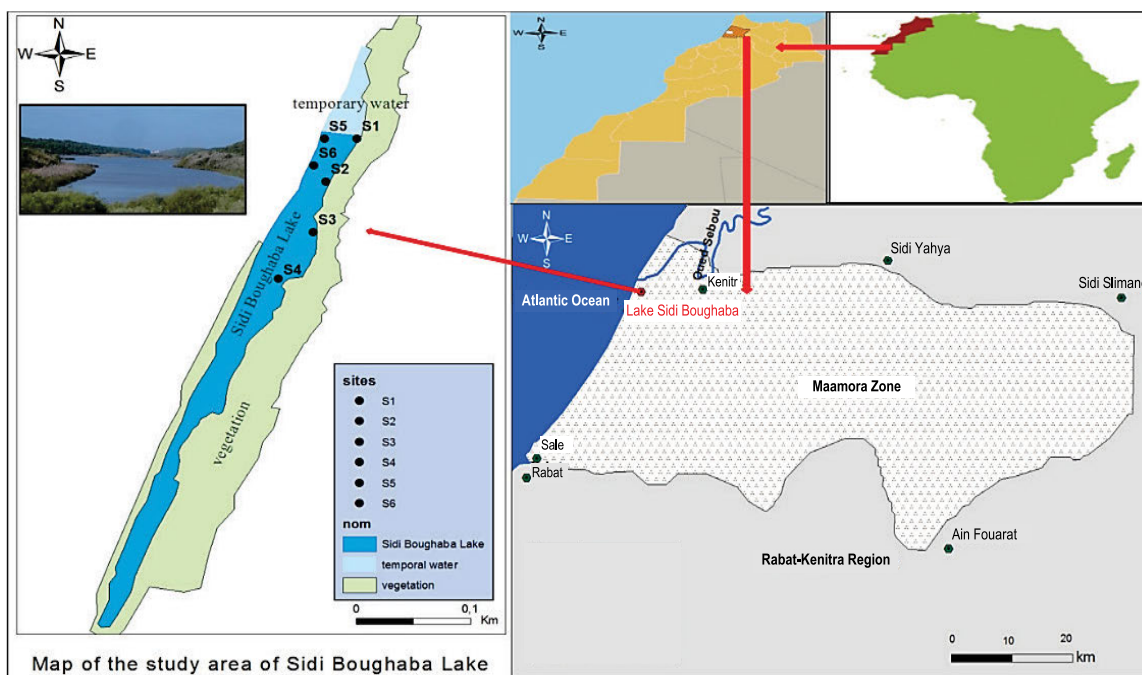 N
W E
S
temporary water
S5 S1
S6
S2
S3
S4
Sidi Boughaba Lake
vegetation
sites
S1
S2
S3
S4
S5
S6
nom
Sidi Boughaba Lake
temporal water
vegetation
0 0,1
Km
Map of the study area of Sidi Boughaba Lake
N
W E
S
N
W E
S
Oued Sebou
Sidi Yahya
Kenitr
Sidi Slimane
Atlantic Ocean
Lake Sidi Boughaba
Maamora Zone
Sale
Rabat
Ain Fouarat
Rabat-Kenitra Region
0 10 20
km